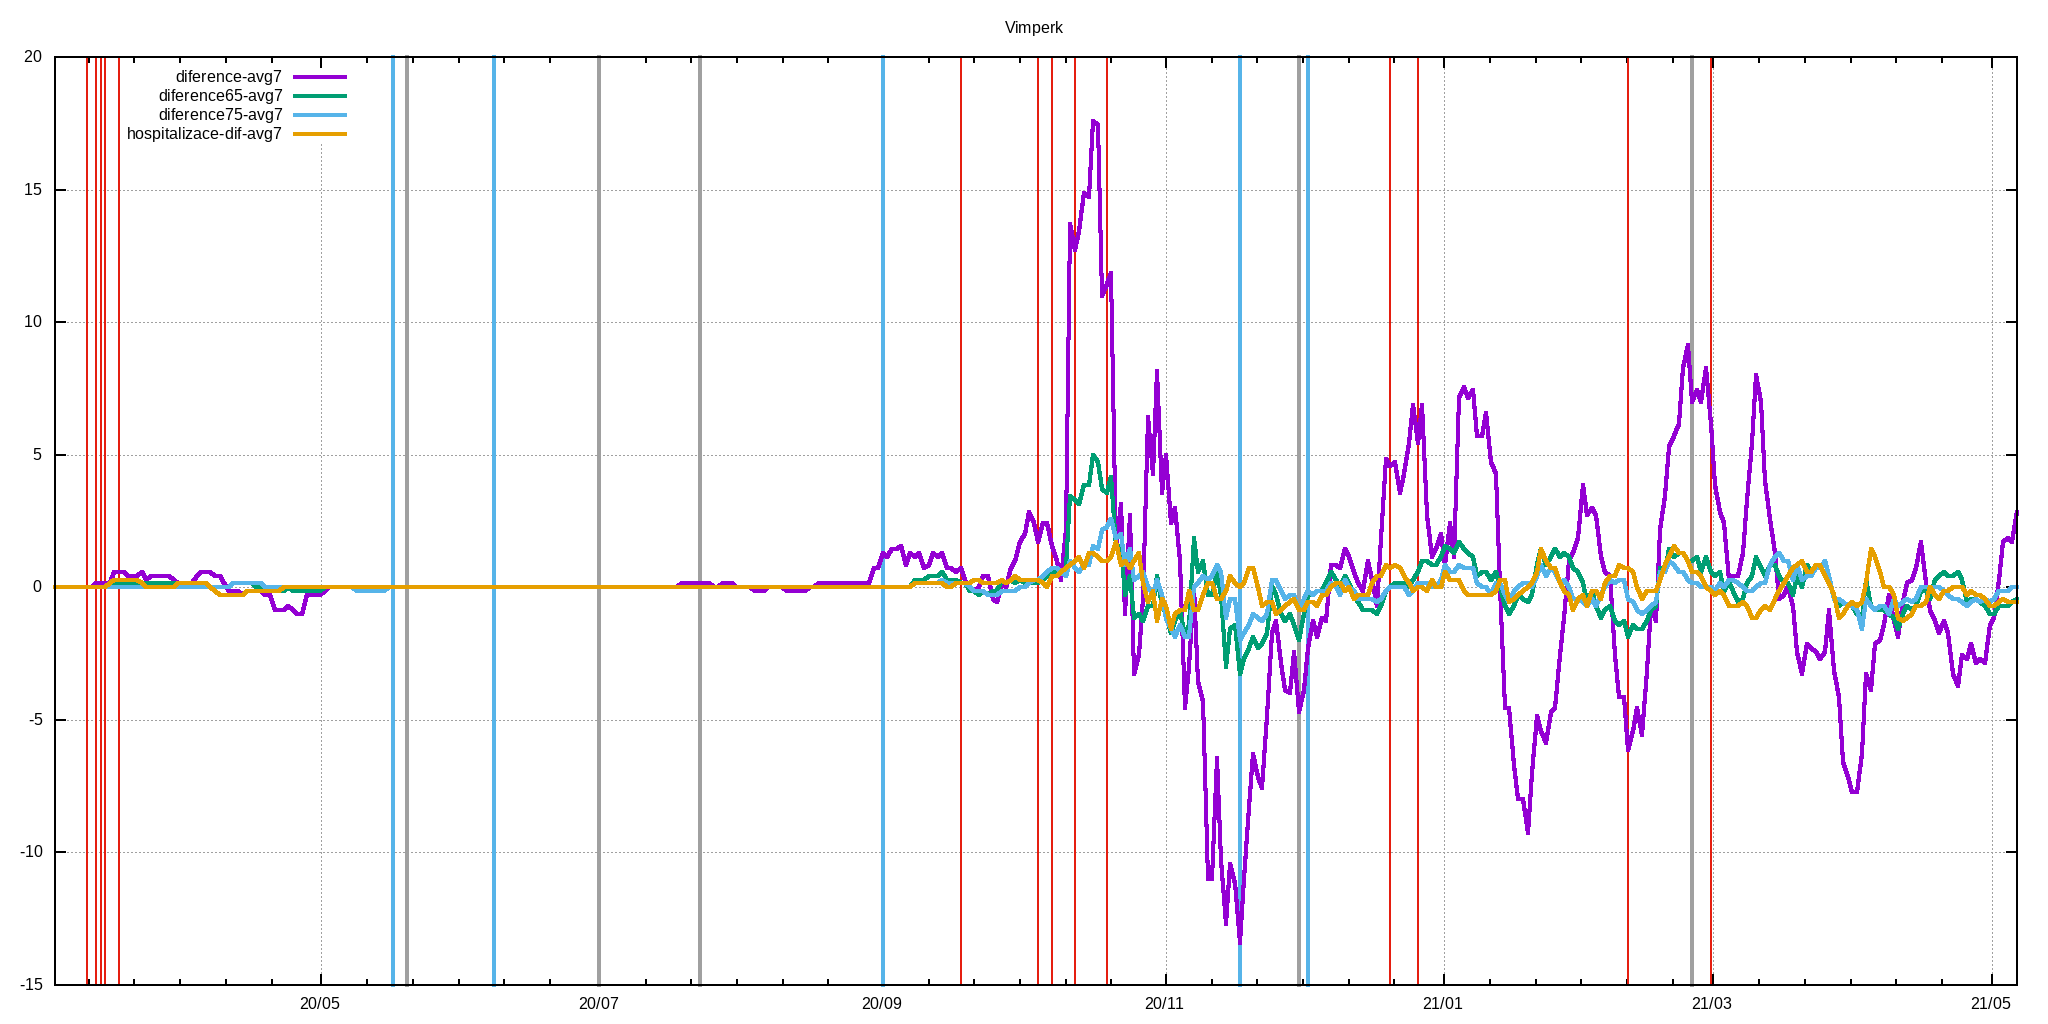 Vimperk
20
diference-avg7
diference65-avg7
diference75-avg7
hospitalizace-dif-avg7
15
10
5
0
-5
-10
-15
20/05 20/07 20/09 20/11 21/01 21/03 21/05